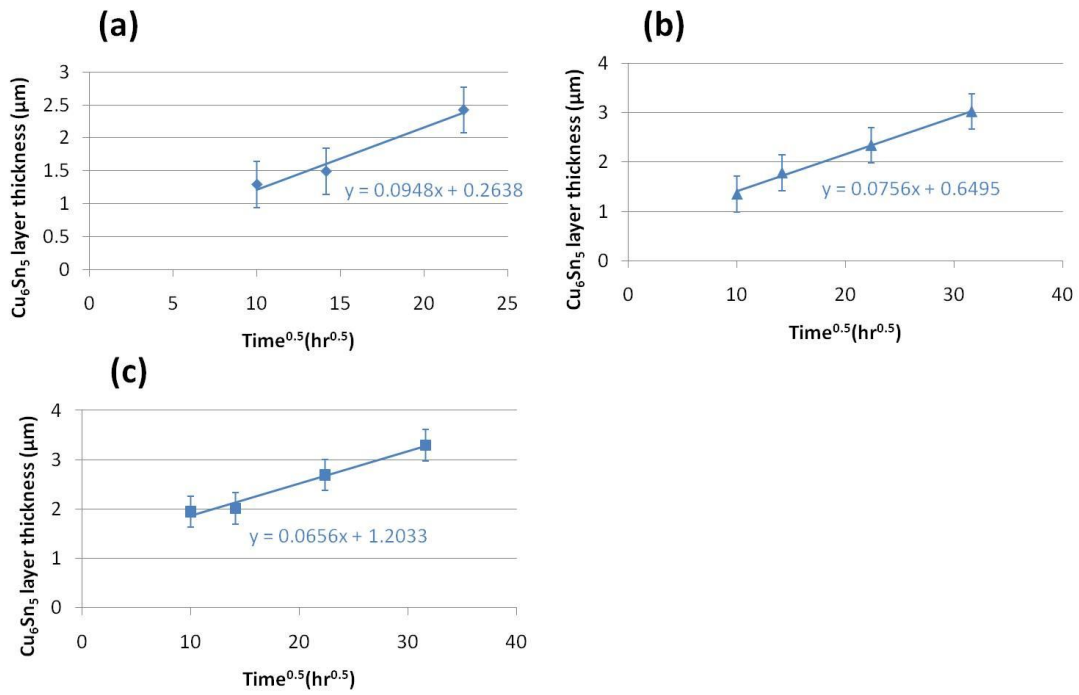 (a)
Cu₆Sn₅ layer thickness (μm)
3
2.5
2
1.5
1
0.5
0
y = 0.0948x + 0.2638
0 5 10 15 20 25
Time⁰·⁵(hr⁰·⁵)
(b)
Cu₆Sn₅ layer thickness (μm)
4
3
2
1
0
y = 0.0756x + 0.6495
0 10 20 30 40
Time⁰·⁵(hr⁰·⁵)
(c)
Cu₆Sn₅ layer thickness (μm)
4
3
2
1
0
y = 0.0656x + 1.2033
0 10 20 30 40
Time⁰·⁵(hr⁰·⁵)